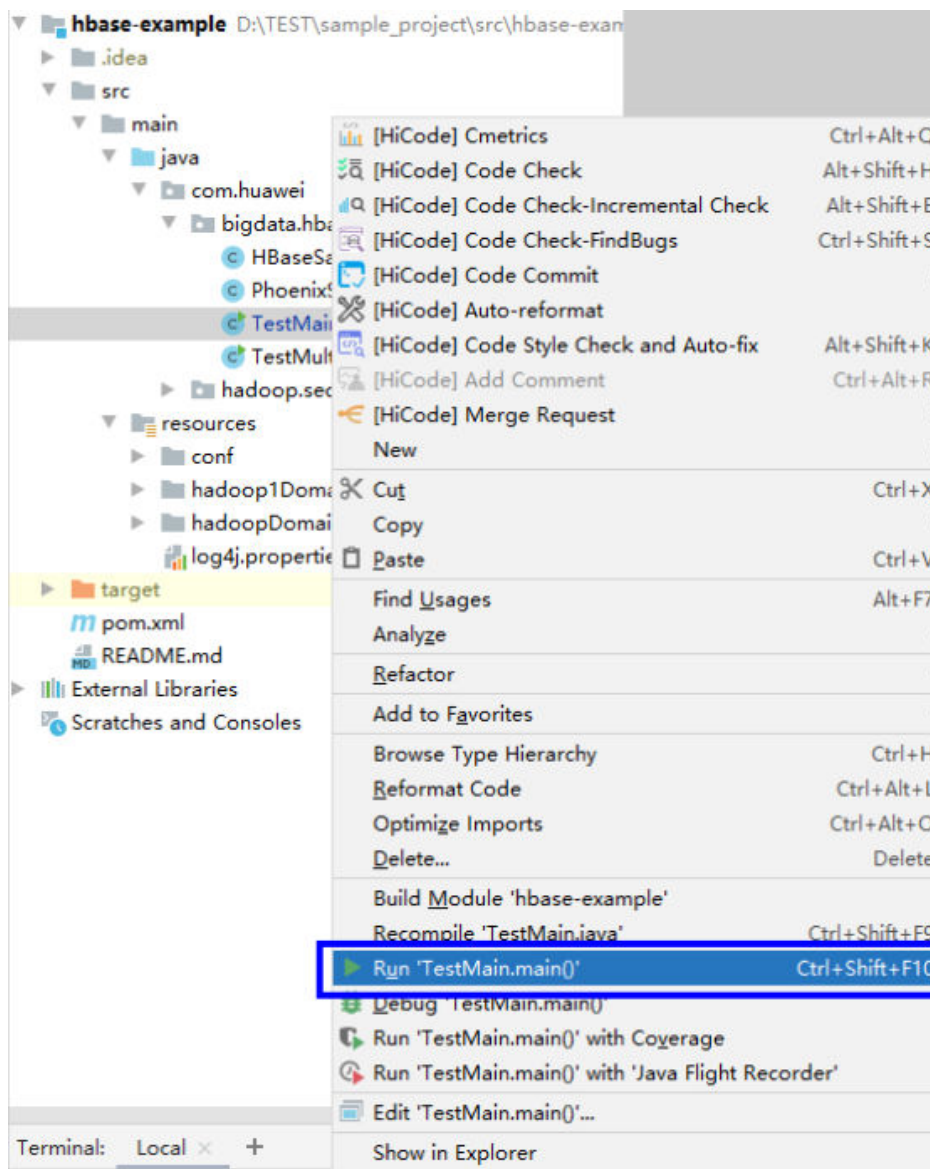 hbase-example D:\TEST\sample_project\src\hbase-exam
.idea
src
main
java
com.huawei
bigdata.hba
HBaseSa
PhoenixS
TestMai
TestMult
hadoop.sec
resources
conf
hadoop1Doma
hadoopDomai
log4j.propertie
target
pom.xml
README.md
External Libraries
Scratches and Consoles
[HiCode] Cmetrics Ctrl+Alt+Q
[HiCode] Code Check Alt+Shift+H
[HiCode] Code Check-Incremental Check Alt+Shift+E
[HiCode] Code Check-FindBugs Ctrl+Shift+S
[HiCode] Code Commit
[HiCode] Auto-reformat
[HiCode] Code Style Check and Auto-fix Alt+Shift+K
[HiCode] Add Comment Ctrl+Alt+R
[HiCode] Merge Request
New
Cut Ctrl+X
Copy
Paste Ctrl+V
Find Usages Alt+F7
Analyze
Refactor
Add to Favorites
Browse Type Hierarchy Ctrl+H
Reformat Code Ctrl+Alt+L
Optimize Imports Ctrl+Alt+O
Delete... Delete
Build Module 'hbase-example'
Recompile 'TestMain.java' Ctrl+Shift+F9
Run 'TestMain.main()' Ctrl+Shift+F10
Debug 'TestMain.main()'
Run 'TestMain.main()' with Coverage
Run 'TestMain.main()' with 'Java Flight Recorder'
Edit 'TestMain.main()'...
Show in Explorer
Terminal: Local × +